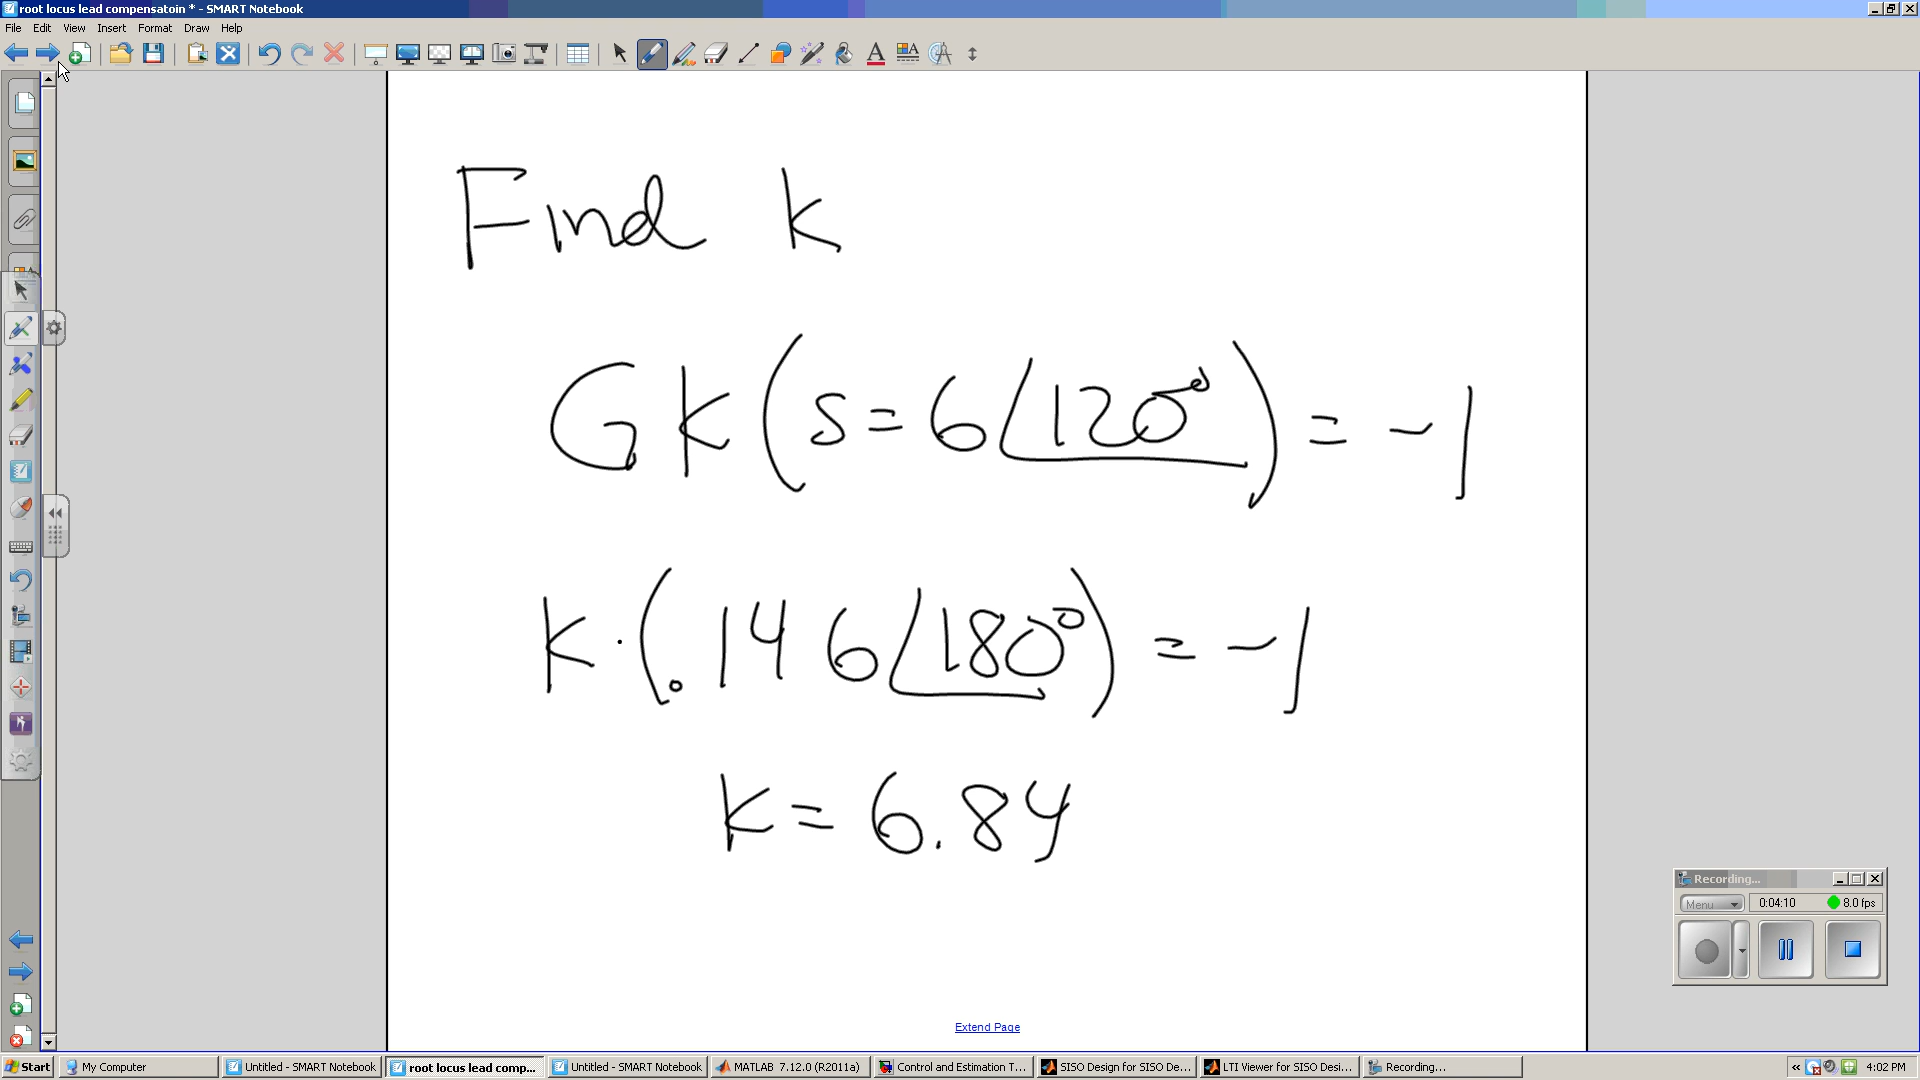 root locus lead compensatoin * - SMART Notebook
File Edit View Insert Format Draw Help
Find k
GK(s=6∠120°) = -1
K·(.146∠180°) = -1
K = 6.84
Recording...
Menu 0:04:10 8.0 fps
Extend Page
Start My Computer Untitled - SMART Notebook root locus lead comp... Untitled - SMART Notebook MATLAB 7.12.0 (R2011a) Control and Estimation T... SISO Design for SISO De... LTI Viewer for SISO Desi... Recording... « 4:02 PM